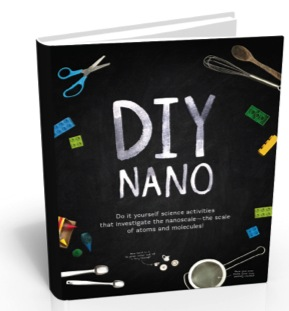 DIY
NANO
Do it yourself science activities
that investigate the nanoscale—the scale
of atoms and molecules!